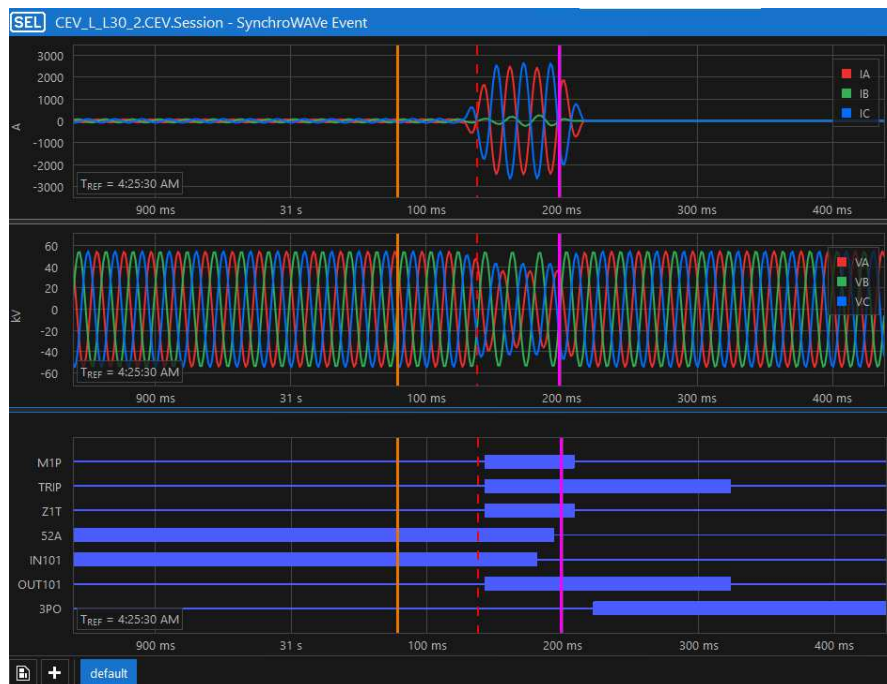 SEL CEV_L_L30_2.CEV.Session - SynchroWAVe Event
3000
2000
1000
0
-1000
-2000
-3000
A
IA
IB
IC
TREF = 4:25:30 AM
900 ms 31 s 100 ms 200 ms 300 ms 400 ms
60
40
20
0
-20
-40
-60
kV
VA
VB
VC
TREF = 4:25:30 AM
900 ms 31 s 100 ms 200 ms 300 ms 400 ms
M1P
TRIP
Z1T
52A
IN101
OUT101
3PO
TREF = 4:25:30 AM
900 ms 31 s 100 ms 200 ms 300 ms 400 ms
+ default